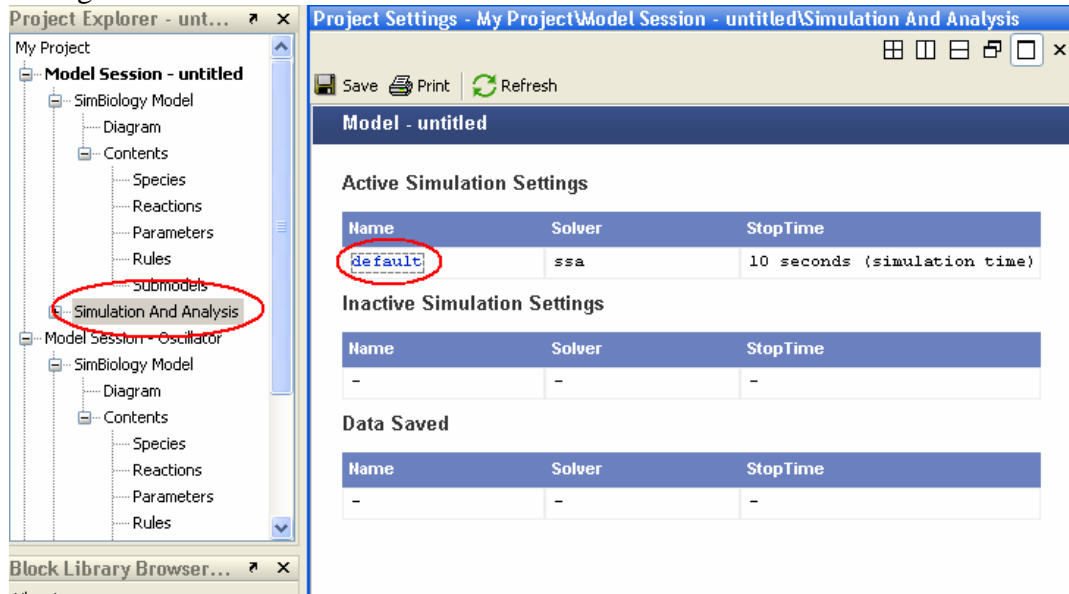 Project Explorer - unt...
My Project
Model Session - untitled
SimBiology Model
Diagram
Contents
Species
Reactions
Parameters
Rules
Submodels
Simulation And Analysis
Model Session - Oscillator
SimBiology Model
Diagram
Contents
Species
Reactions
Parameters
Rules
Block Library Browser...
Project Settings - My Project\Model Session - untitled\Simulation And Analysis
Save Print Refresh
Model - untitled
Active Simulation Settings
Name Solver StopTime
default ssa 10 seconds (simulation time)
Inactive Simulation Settings
Name Solver StopTime
- - -
Data Saved
Name Solver StopTime
- - -